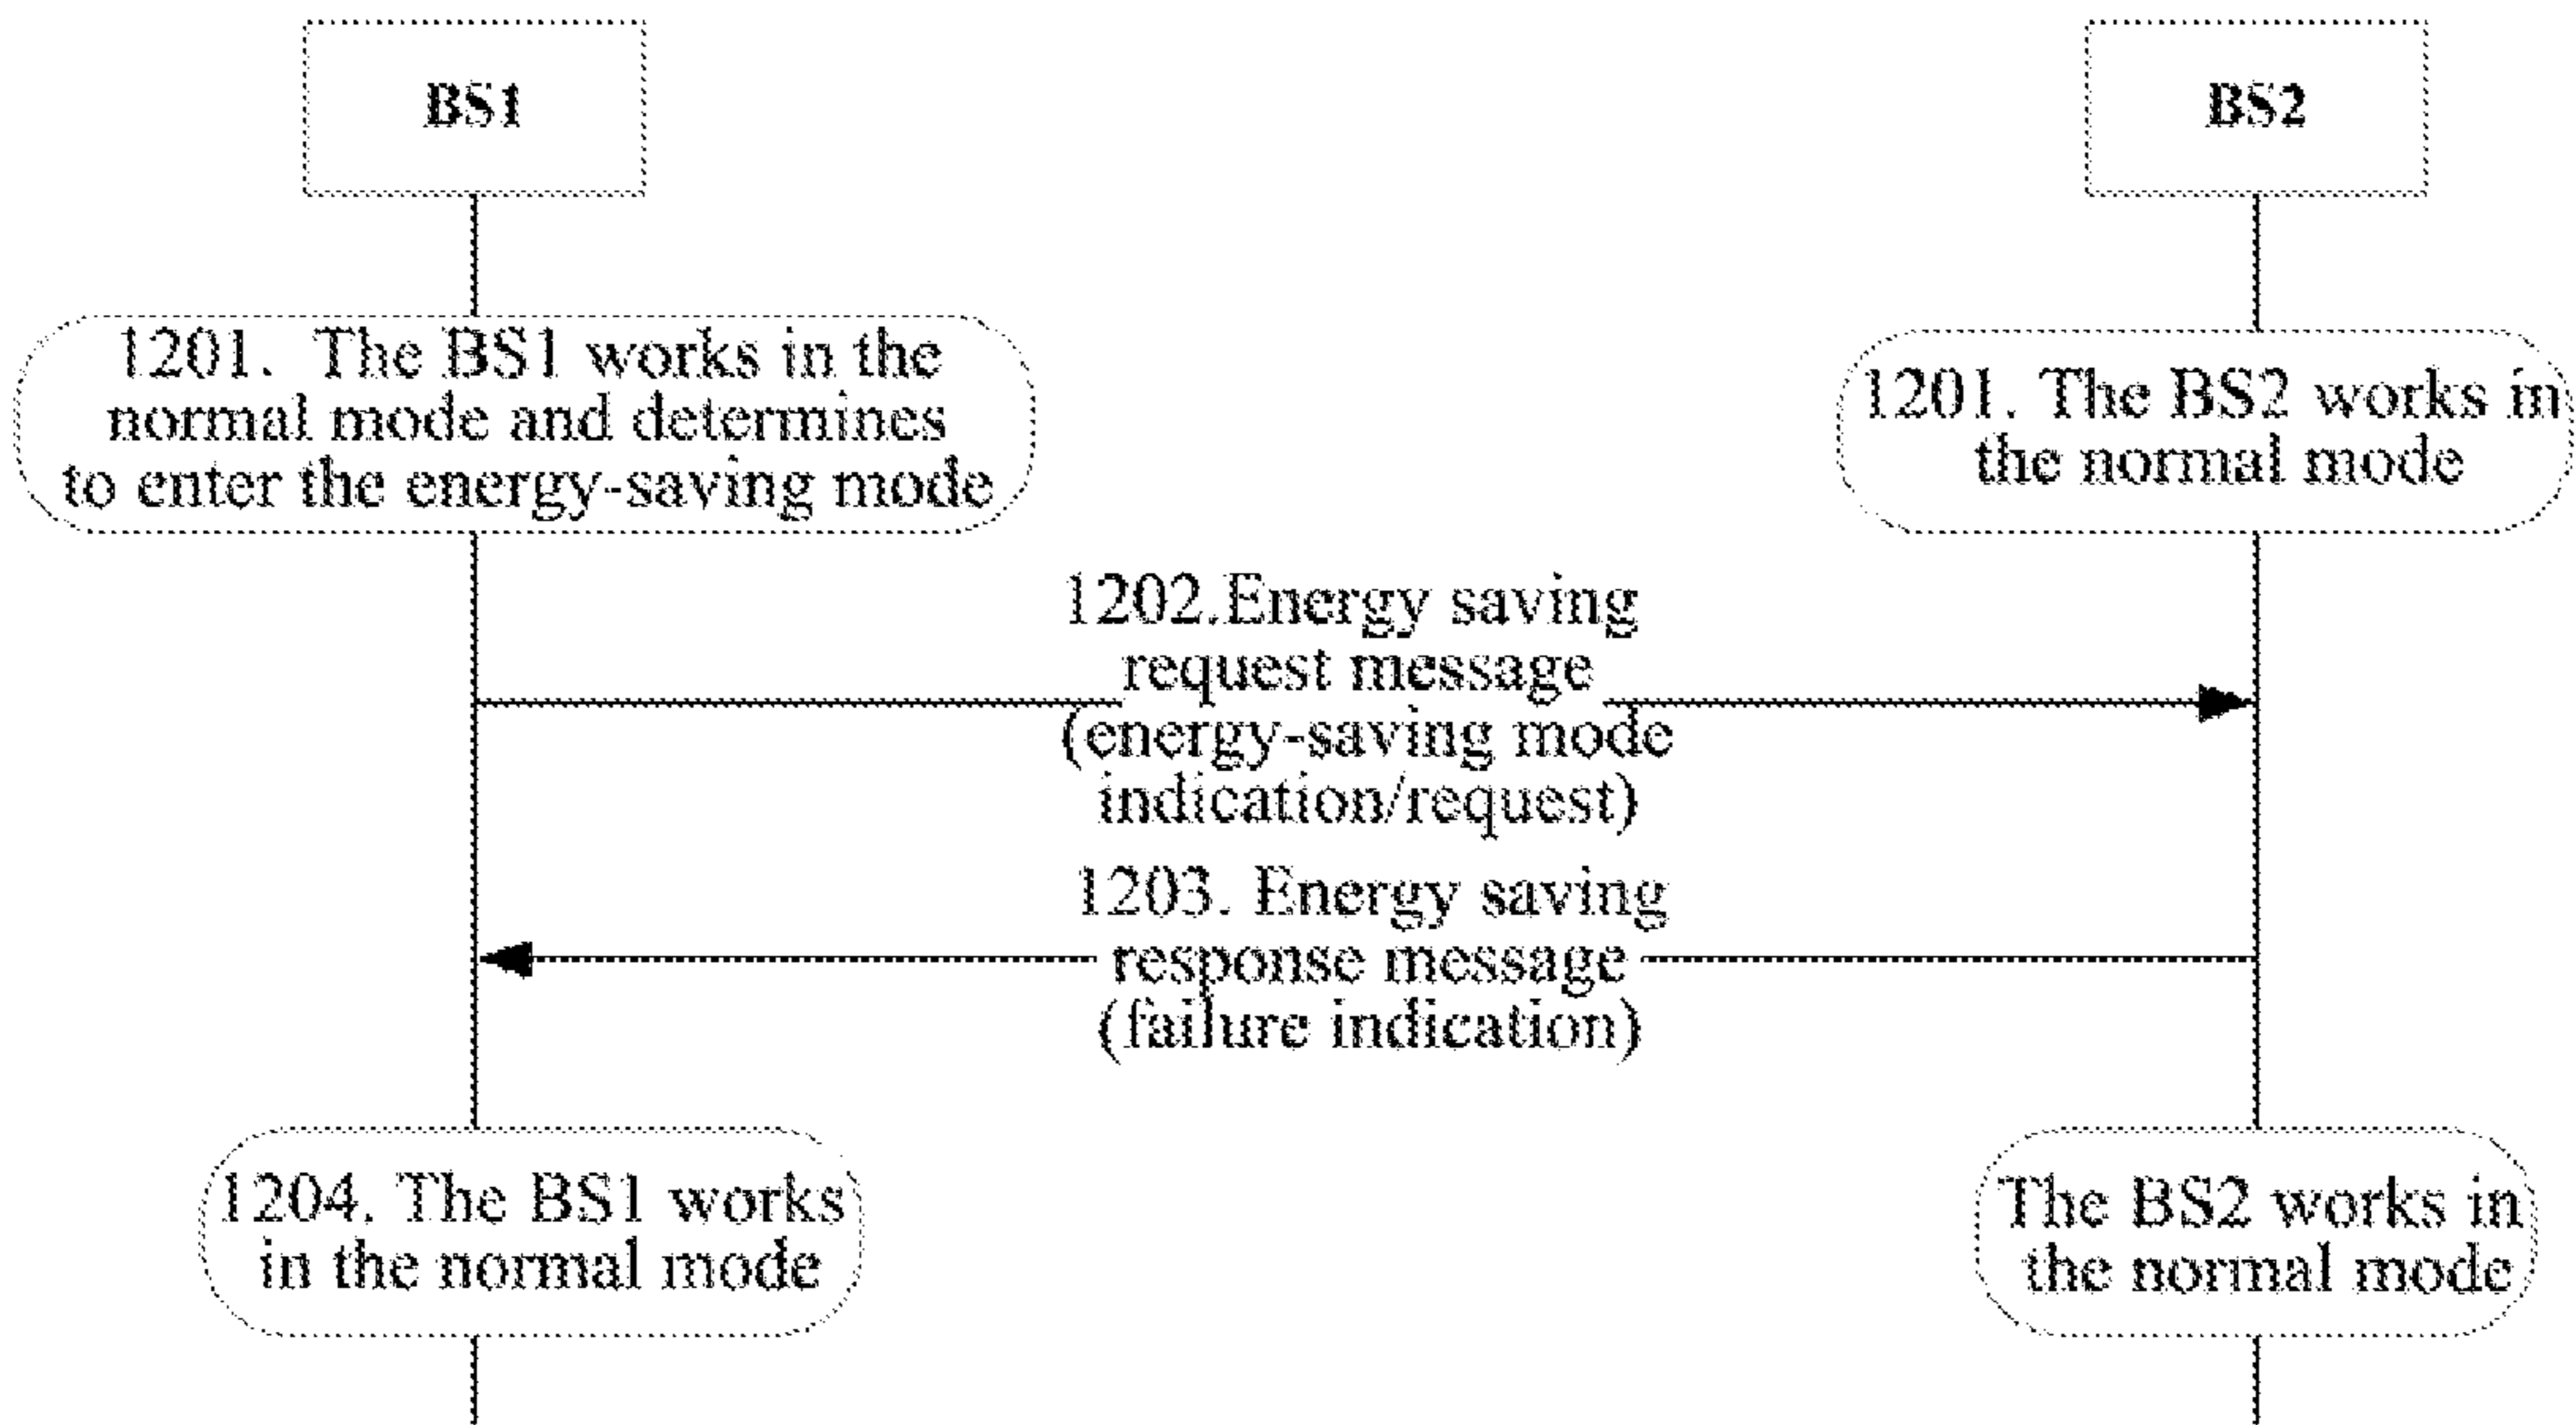 BS1
BS2
1201. The BS1 works in the
normal mode and determines
to enter the energy-saving mode
1201. The BS2 works in
the normal mode
1202.Energy saving
request message
(energy-saving mode
indication/request)
1203. Energy saving
response message
(failure indication)
1204. The BS1 works
in the normal mode
The BS2 works in
the normal mode